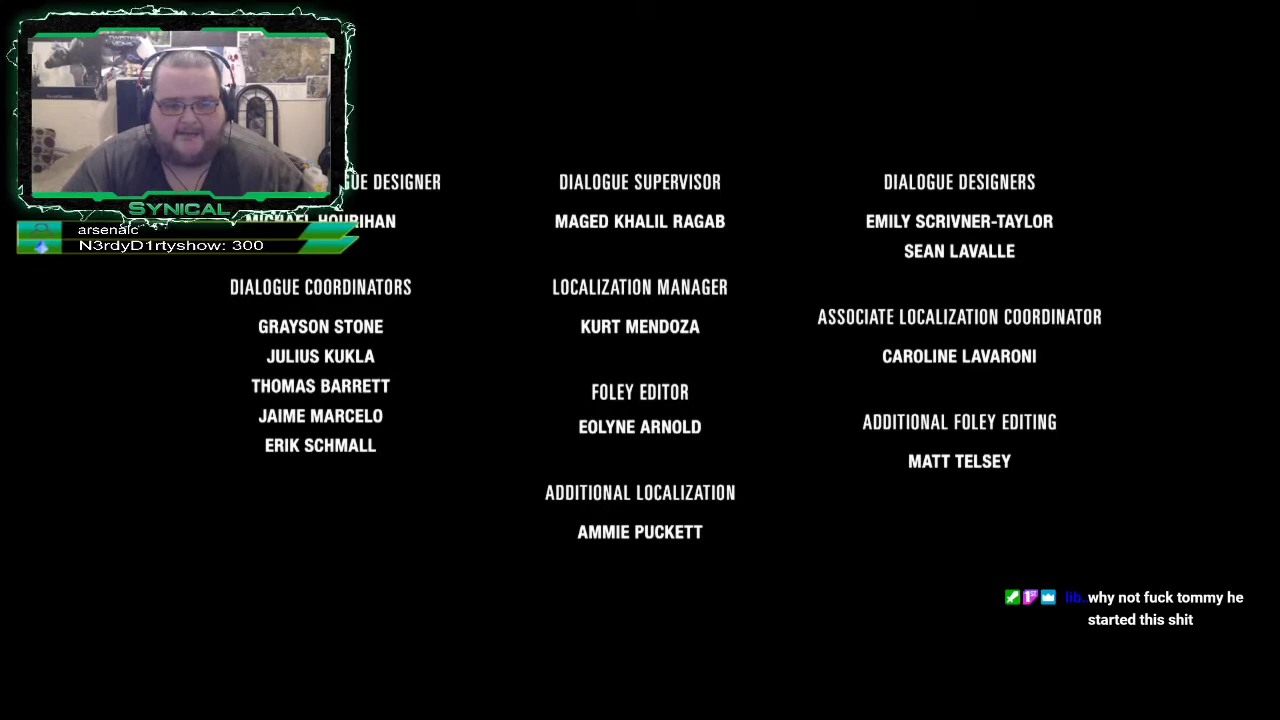 SYNICAL
arsenalc
N3rdyD1rtyshow: 300
UE DESIGNER
MICHAEL HOURIHAN
DIALOGUE COORDINATORS
GRAYSON STONE
JULIUS KUKLA
THOMAS BARRETT
JAIME MARCELO
ERIK SCHMALL
DIALOGUE SUPERVISOR
MAGED KHALIL RAGAB
LOCALIZATION MANAGER
KURT MENDOZA
FOLEY EDITOR
EOLYNE ARNOLD
ADDITIONAL LOCALIZATION
AMMIE PUCKETT
DIALOGUE DESIGNERS
EMILY SCRIVNER-TAYLOR
SEAN LAVALLE
ASSOCIATE LOCALIZATION COORDINATOR
CAROLINE LAVARONI
ADDITIONAL FOLEY EDITING
MATT TELSEY
lib. why not fuck tommy he
started this shit